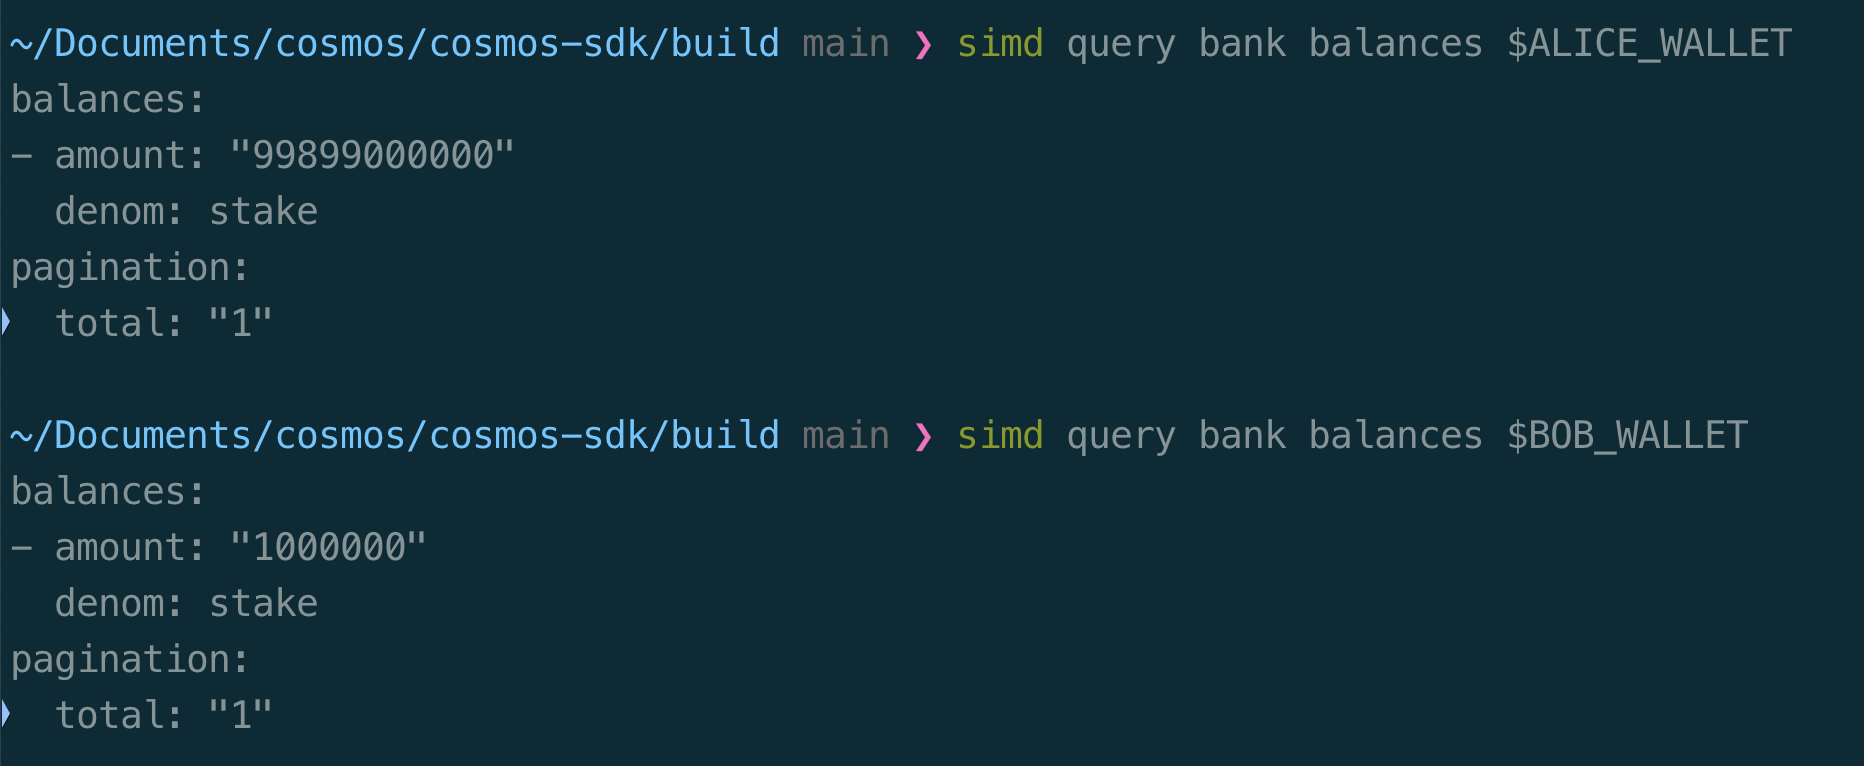 ~/Documents/cosmos/cosmos-sdk/build main ❯ simd query bank balances $ALICE_WALLET
balances:
- amount: "99899000000"
  denom: stake
pagination:
  total: "1"
~/Documents/cosmos/cosmos-sdk/build main ❯ simd query bank balances $BOB_WALLET
balances:
- amount: "1000000"
  denom: stake
pagination:
  total: "1"